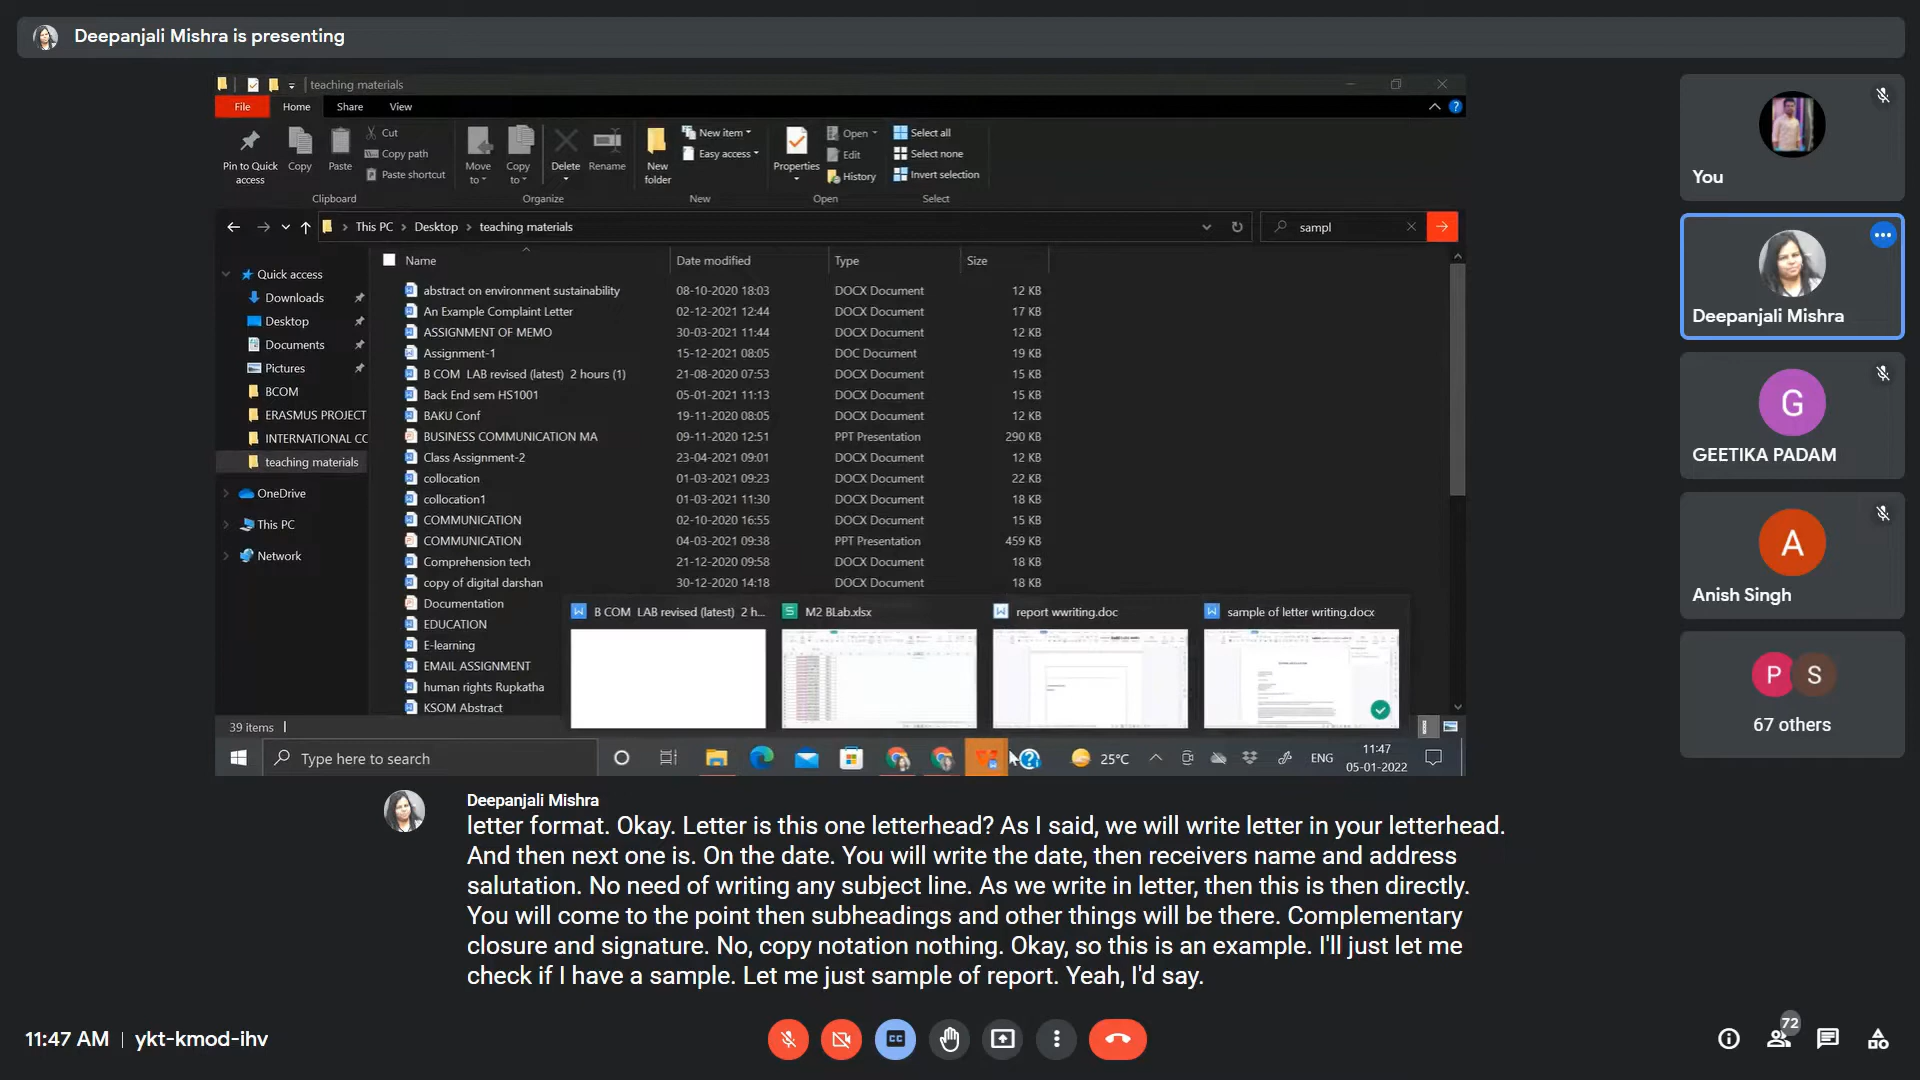 Deepanjali Mishra is presenting
teaching materials
File Home Share View
Pin to Quick access
Copy
Paste
Cut
Copy path
Paste shortcut
Clipboard
Move to
Copy to
Delete
Rename
Organize
New folder
New item
Easy access
New
Properties
Open
Edit
History
Open
Select all
Select none
Invert selection
Select
This PC > Desktop > teaching materials
sampl
Name Date modified Type Size
Quick access
Downloads
Desktop
Documents
Pictures
BCOM
ERASMUS PROJECT
INTERNATIONAL CC
teaching materials
OneDrive
This PC
Network
abstract on environment sustainability 08-10-2020 18:03 DOCX Document 12 KB
An Example Complaint Letter 02-12-2021 12:44 DOCX Document 17 KB
ASSIGNMENT OF MEMO 30-03-2021 11:44 DOCX Document 12 KB
Assignment-1 15-12-2021 08:05 DOC Document 19 KB
B COM LAB revised (latest) 2 hours (1) 21-08-2020 07:53 DOCX Document 15 KB
Back End sem HS1001 05-01-2021 11:13 DOCX Document 15 KB
BAKU Conf 19-11-2020 08:05 DOCX Document 12 KB
BUSINESS COMMUNICATION MA 09-11-2020 12:51 PPT Presentation 290 KB
Class Assignment-2 23-04-2021 09:01 DOCX Document 12 KB
collocation 01-03-2021 09:23 DOCX Document 22 KB
collocation1 01-03-2021 11:30 DOCX Document 18 KB
COMMUNICATION 02-10-2020 16:55 DOCX Document 15 KB
COMMUNICATION 04-03-2021 09:38 PPT Presentation 459 KB
Comprehension tech 21-12-2020 09:58 DOCX Document 18 KB
copy of digital darshan 30-12-2020 14:18 DOCX Document 18 KB
Documentation
EDUCATION
E-learning
EMAIL ASSIGNMENT
human rights Rupkatha
KSOM Abstract
B COM LAB revised (latest) 2 h...
M2 BLab.xlsx
report wwriting.doc
sample of letter writing.docx
39 items
Type here to search
25°C
ENG
11:47
05-01-2022
You
Deepanjali Mishra
G
GEETIKA PADAM
A
Anish Singh
P S
67 others
Deepanjali Mishra
letter format. Okay. Letter is this one letterhead? As I said, we will write letter in your letterhead.
And then next one is. On the date. You will write the date, then receivers name and address
salutation. No need of writing any subject line. As we write in letter, then this is then directly.
You will come to the point then subheadings and other things will be there. Complementary
closure and signature. No, copy notation nothing. Okay, so this is an example. I'll just let me
check if I have a sample. Let me just sample of report. Yeah, I'd say.
11:47 AM | ykt-kmod-ihv
CC
72